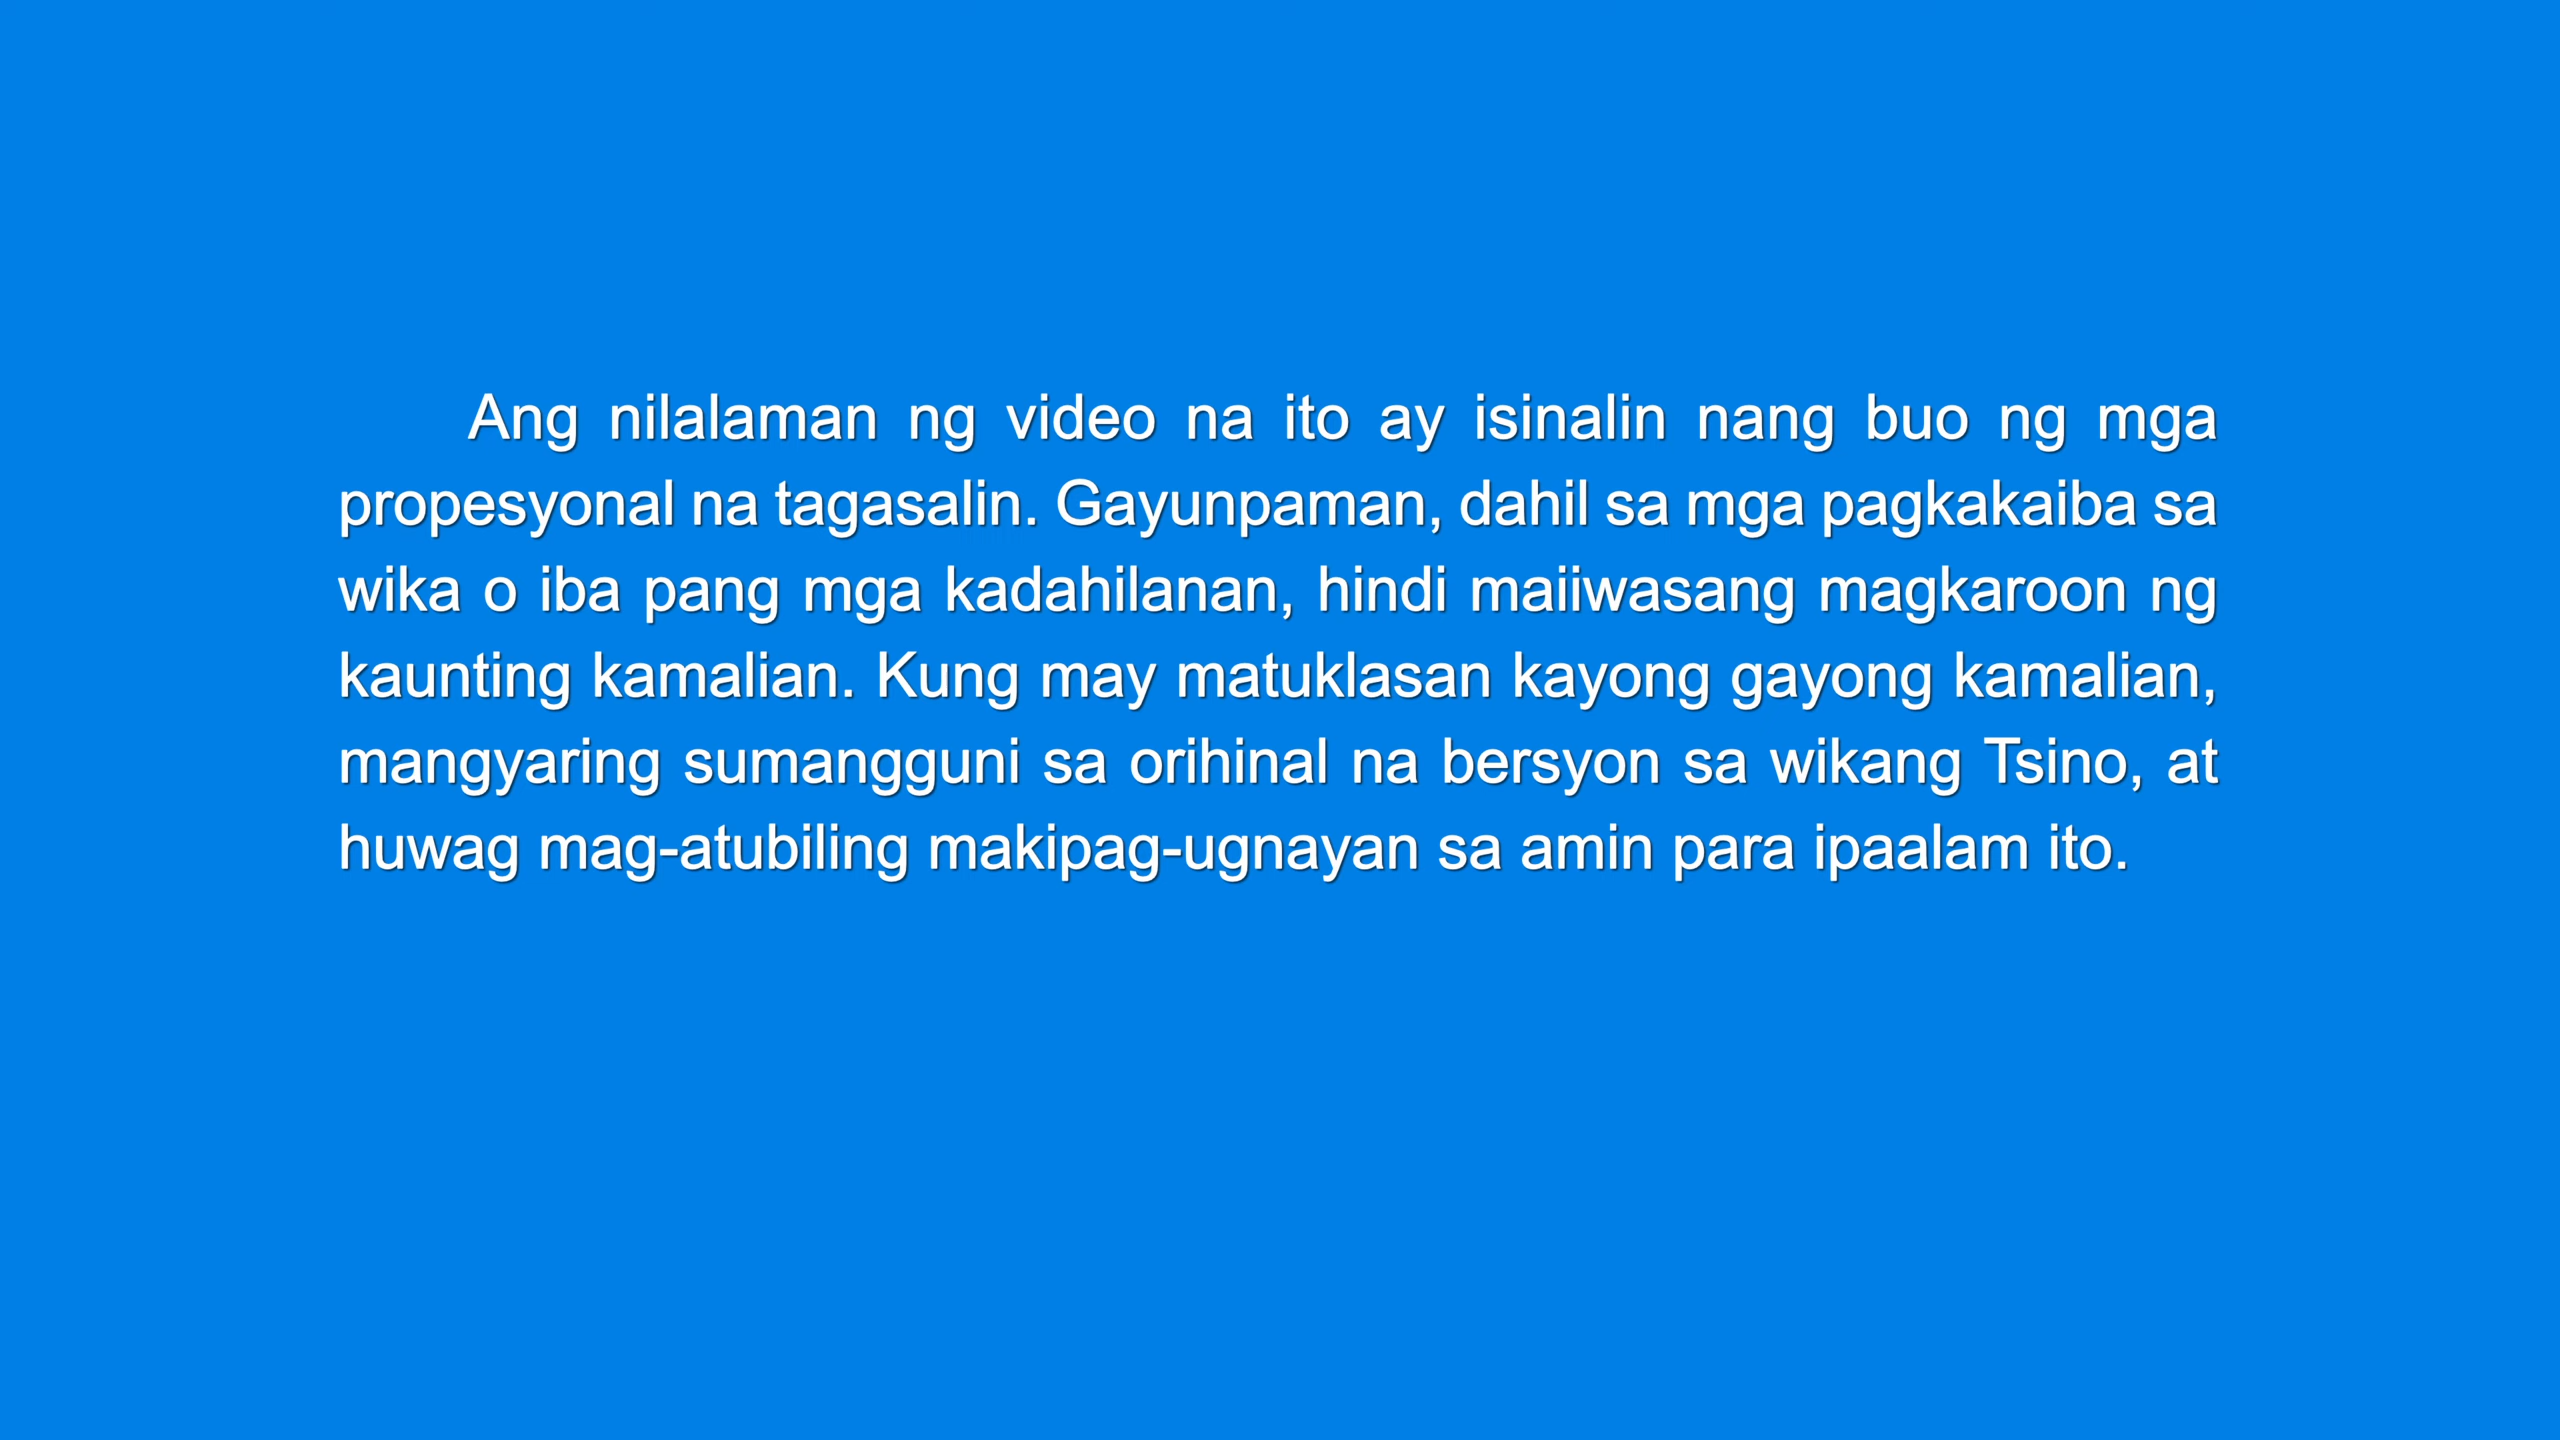 Ang nilalaman ng video na ito ay isinalin nang buo ng mga
propesyonal na tagasalin. Gayunpaman, dahil sa mga pagkakaiba sa
wika o iba pang mga kadahilanan, hindi maiiwasang magkaroon ng
kaunting kamalian. Kung may matuklasan kayong gayong kamalian,
mangyaring sumangguni sa orihinal na bersyon sa wikang Tsino, at
huwag mag-atubiling makipag-ugnayan sa amin para ipaalam ito.